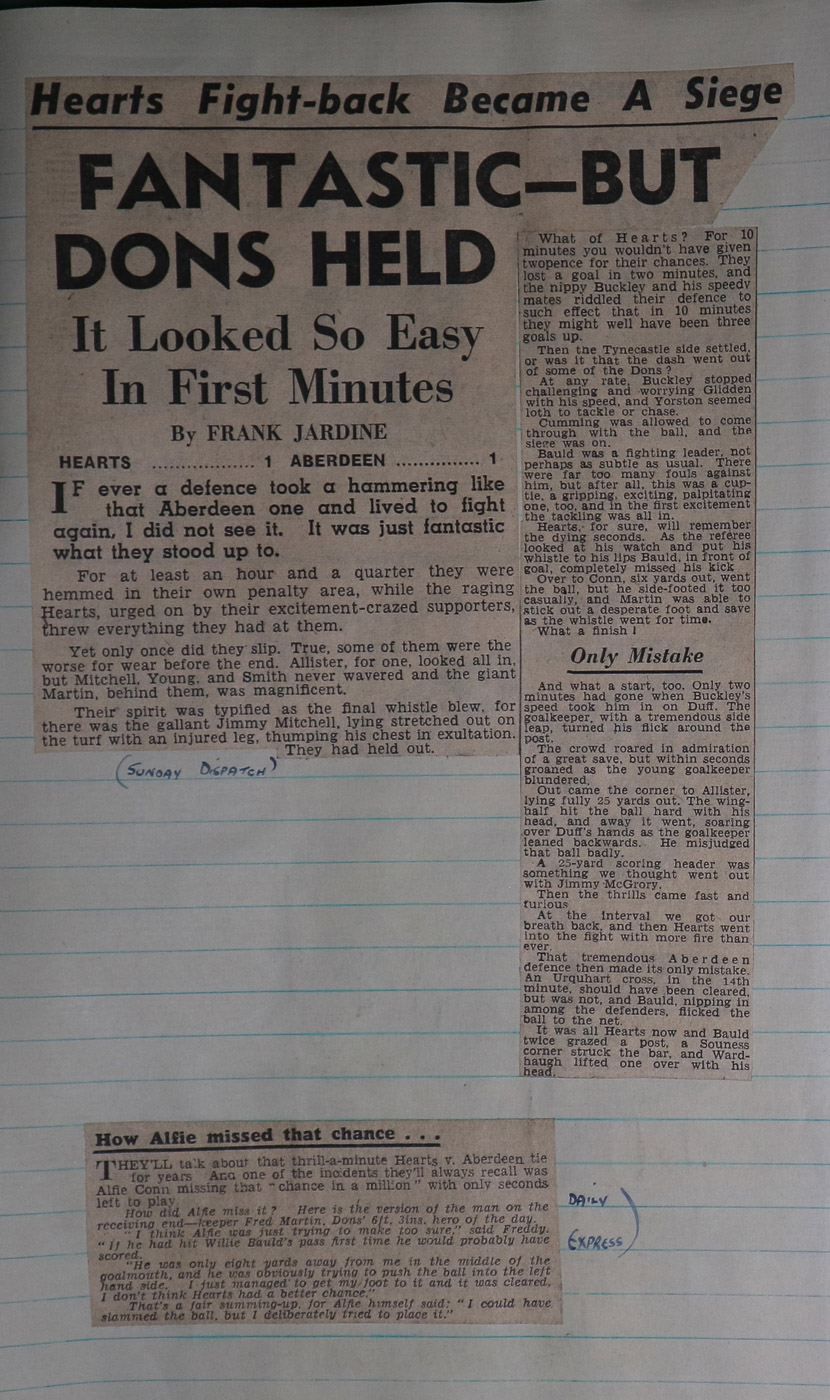 Hearts Fight-back Became A Siege
FANTASTIC—BUT
DONS HELD
It Looked So Easy
In First Minutes
By FRANK JARDINE
HEARTS ................. 1 ABERDEEN ............... 1
IF ever a defence took a hammering like
that Aberdeen one and lived to fight
again, I did not see it. It was just fantastic
what they stood up to.
For at least an hour and a quarter they were
hemmed in their own penalty area, while the raging
Hearts, urged on by their excitement-crazed supporters,
threw everything they had at them.
Yet only once did they slip. True, some of them were the
worse for wear before the end. Allister, for one, looked all in,
but Mitchell, Young, and Smith never wavered and the giant
Martin, behind them, was magnificent.
Their spirit was typified as the final whistle blew, for
there was the gallant Jimmy Mitchell, lying stretched out on
the turf with an injured leg, thumping his chest in exultation.
They had held out.
(SUNDAY DISPATCH)
What of Hearts? For 10
minutes you wouldn't have given
twopence for their chances. They
lost a goal in two minutes, and
the nippy Buckley and his speedy
mates riddled their defence to
such effect that in 10 minutes
they might well have been three
goals up.
Then the Tynecastle side settled,
or was it that the dash went out
of some of the Dons?
At any rate, Buckley stopped
challenging and worrying Glidden
with his speed, and Yorston seemed
loth to tackle or chase.
Cumming was allowed to come
through with the ball, and the
siege was on.
Bauld was a fighting leader, not
perhaps as subtle as usual. There
were far too many fouls against
him, but after all, this was a cup-
tie, a gripping, exciting, palpitating
one, too, and in the first excitement
the tackling was all in.
Hearts, for sure, will remember
the dying seconds. As the referee
looked at his watch and put his
whistle to his lips Bauld, in front of
goal, completely missed his kick
Over to Conn, six yards out, went
the ball, but he side-footed it too
casually, and Martin was able to
stick out a desperate foot and save
as the whistle went for time.
What a finish !
Only Mistake
And what a start, too. Only two
minutes had gone when Buckley's
speed took him in on Duff. The
goalkeeper, with a tremendous side
leap, turned his flick around the
post.
The crowd roared in admiration
of a great save, but within seconds
groaned as the young goalkeeper
blundered.
Out came the corner to Allister,
lying fully 25 yards out. The wing-
half hit the ball hard with his
head, and away it went, soaring
over Duff's hands as the goalkeeper
leaned backwards. He misjudged
that ball badly.
A 25-yard scoring header was
something we thought went out
with Jimmy McGrory.
Then the thrills came fast and
furious
At the interval we got our
breath back, and then Hearts went
into the fight with more fire than
ever.
That tremendous Aberdeen
defence then made its only mistake.
An Urquhart cross, in the 14th
minute, should have been cleared,
but was not, and Bauld, nipping in
among the defenders, flicked the
ball to the net.
It was all Hearts now and Bauld
twice grazed a post, a Souness
corner struck the bar, and Ward-
haugh lifted one over with his
head.
How Alfie missed that chance . . .
THEY'LL talk about that thrill-a-minute Hearts v. Aberdeen tie
for years And one of the incidents they'll always recall was
Alfie Conn missing that "chance in a million" with only seconds
left to play
How did Alfie miss it? Here is the version of the man on the
receiving end—keeper Fred Martin, Dons' 6ft. 3ins. hero of the day.
"I think Alfie was just trying to make too sure," said Freddy.
"If he had hit Willie Bauld's pass first time he would probably have
scored.
"He was only eight yards away from me in the middle of the
goalmouth, and he was obviously trying to push the ball into the left
hand side. I just managed to get my foot to it and it was cleared.
I don't think Hearts had a better chance."
That's a fair summing-up, for Alfie himself said: "I could have
slammed the ball, but I deliberately tried to place it."
DAILY
EXPRESS)